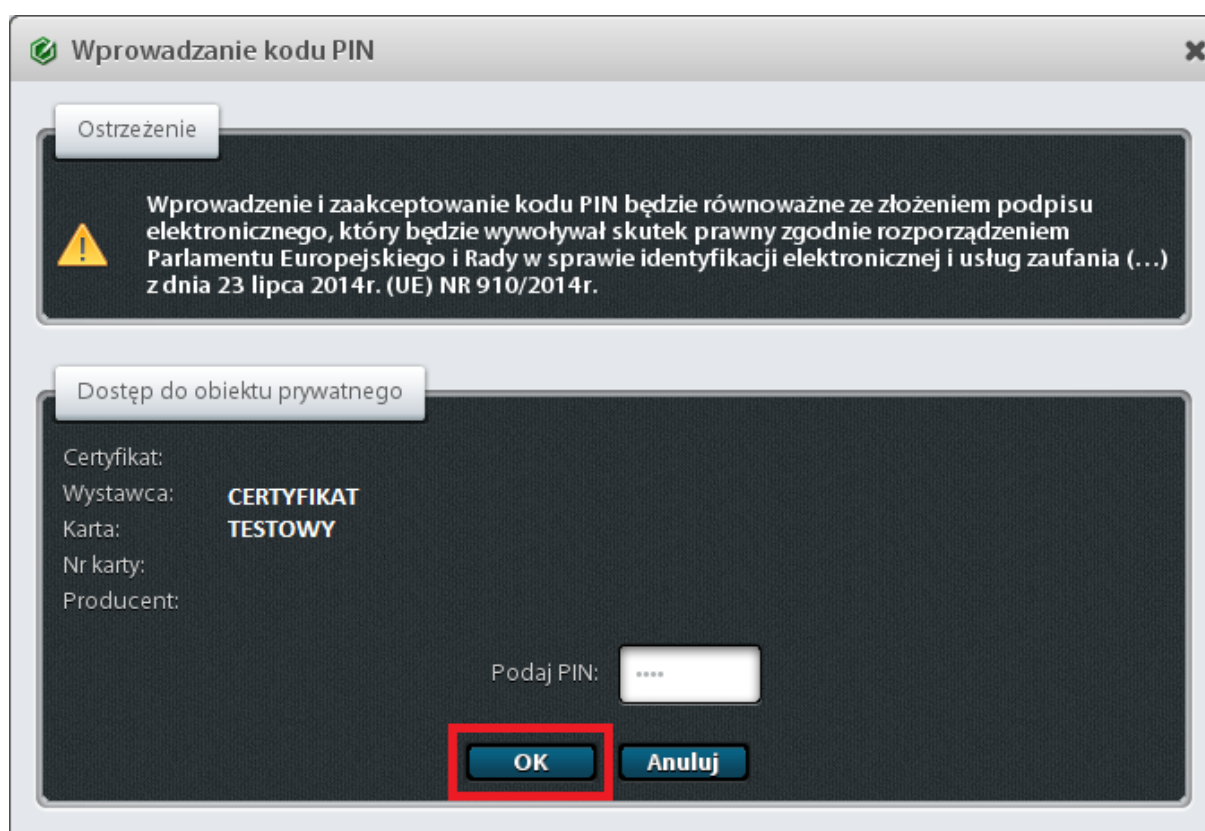 Wprowadzanie kodu PIN
Ostrzeżenie
Wprowadzenie i zaakceptowanie kodu PIN będzie równoważne ze złożeniem podpisu
elektronicznego, który będzie wywoływał skutek prawny zgodnie rozporządzeniem
Parlamentu Europejskiego i Rady w sprawie identyfikacji elektronicznej i usług zaufania (...)
z dnia 23 lipca 2014r. (UE) NR 910/2014r.
Dostęp do obiektu prywatnego
Certyfikat:
Wystawca: CERTYFIKAT
Karta: TESTOWY
Nr karty:
Producent:
Podaj PIN: ••••
OK Anuluj